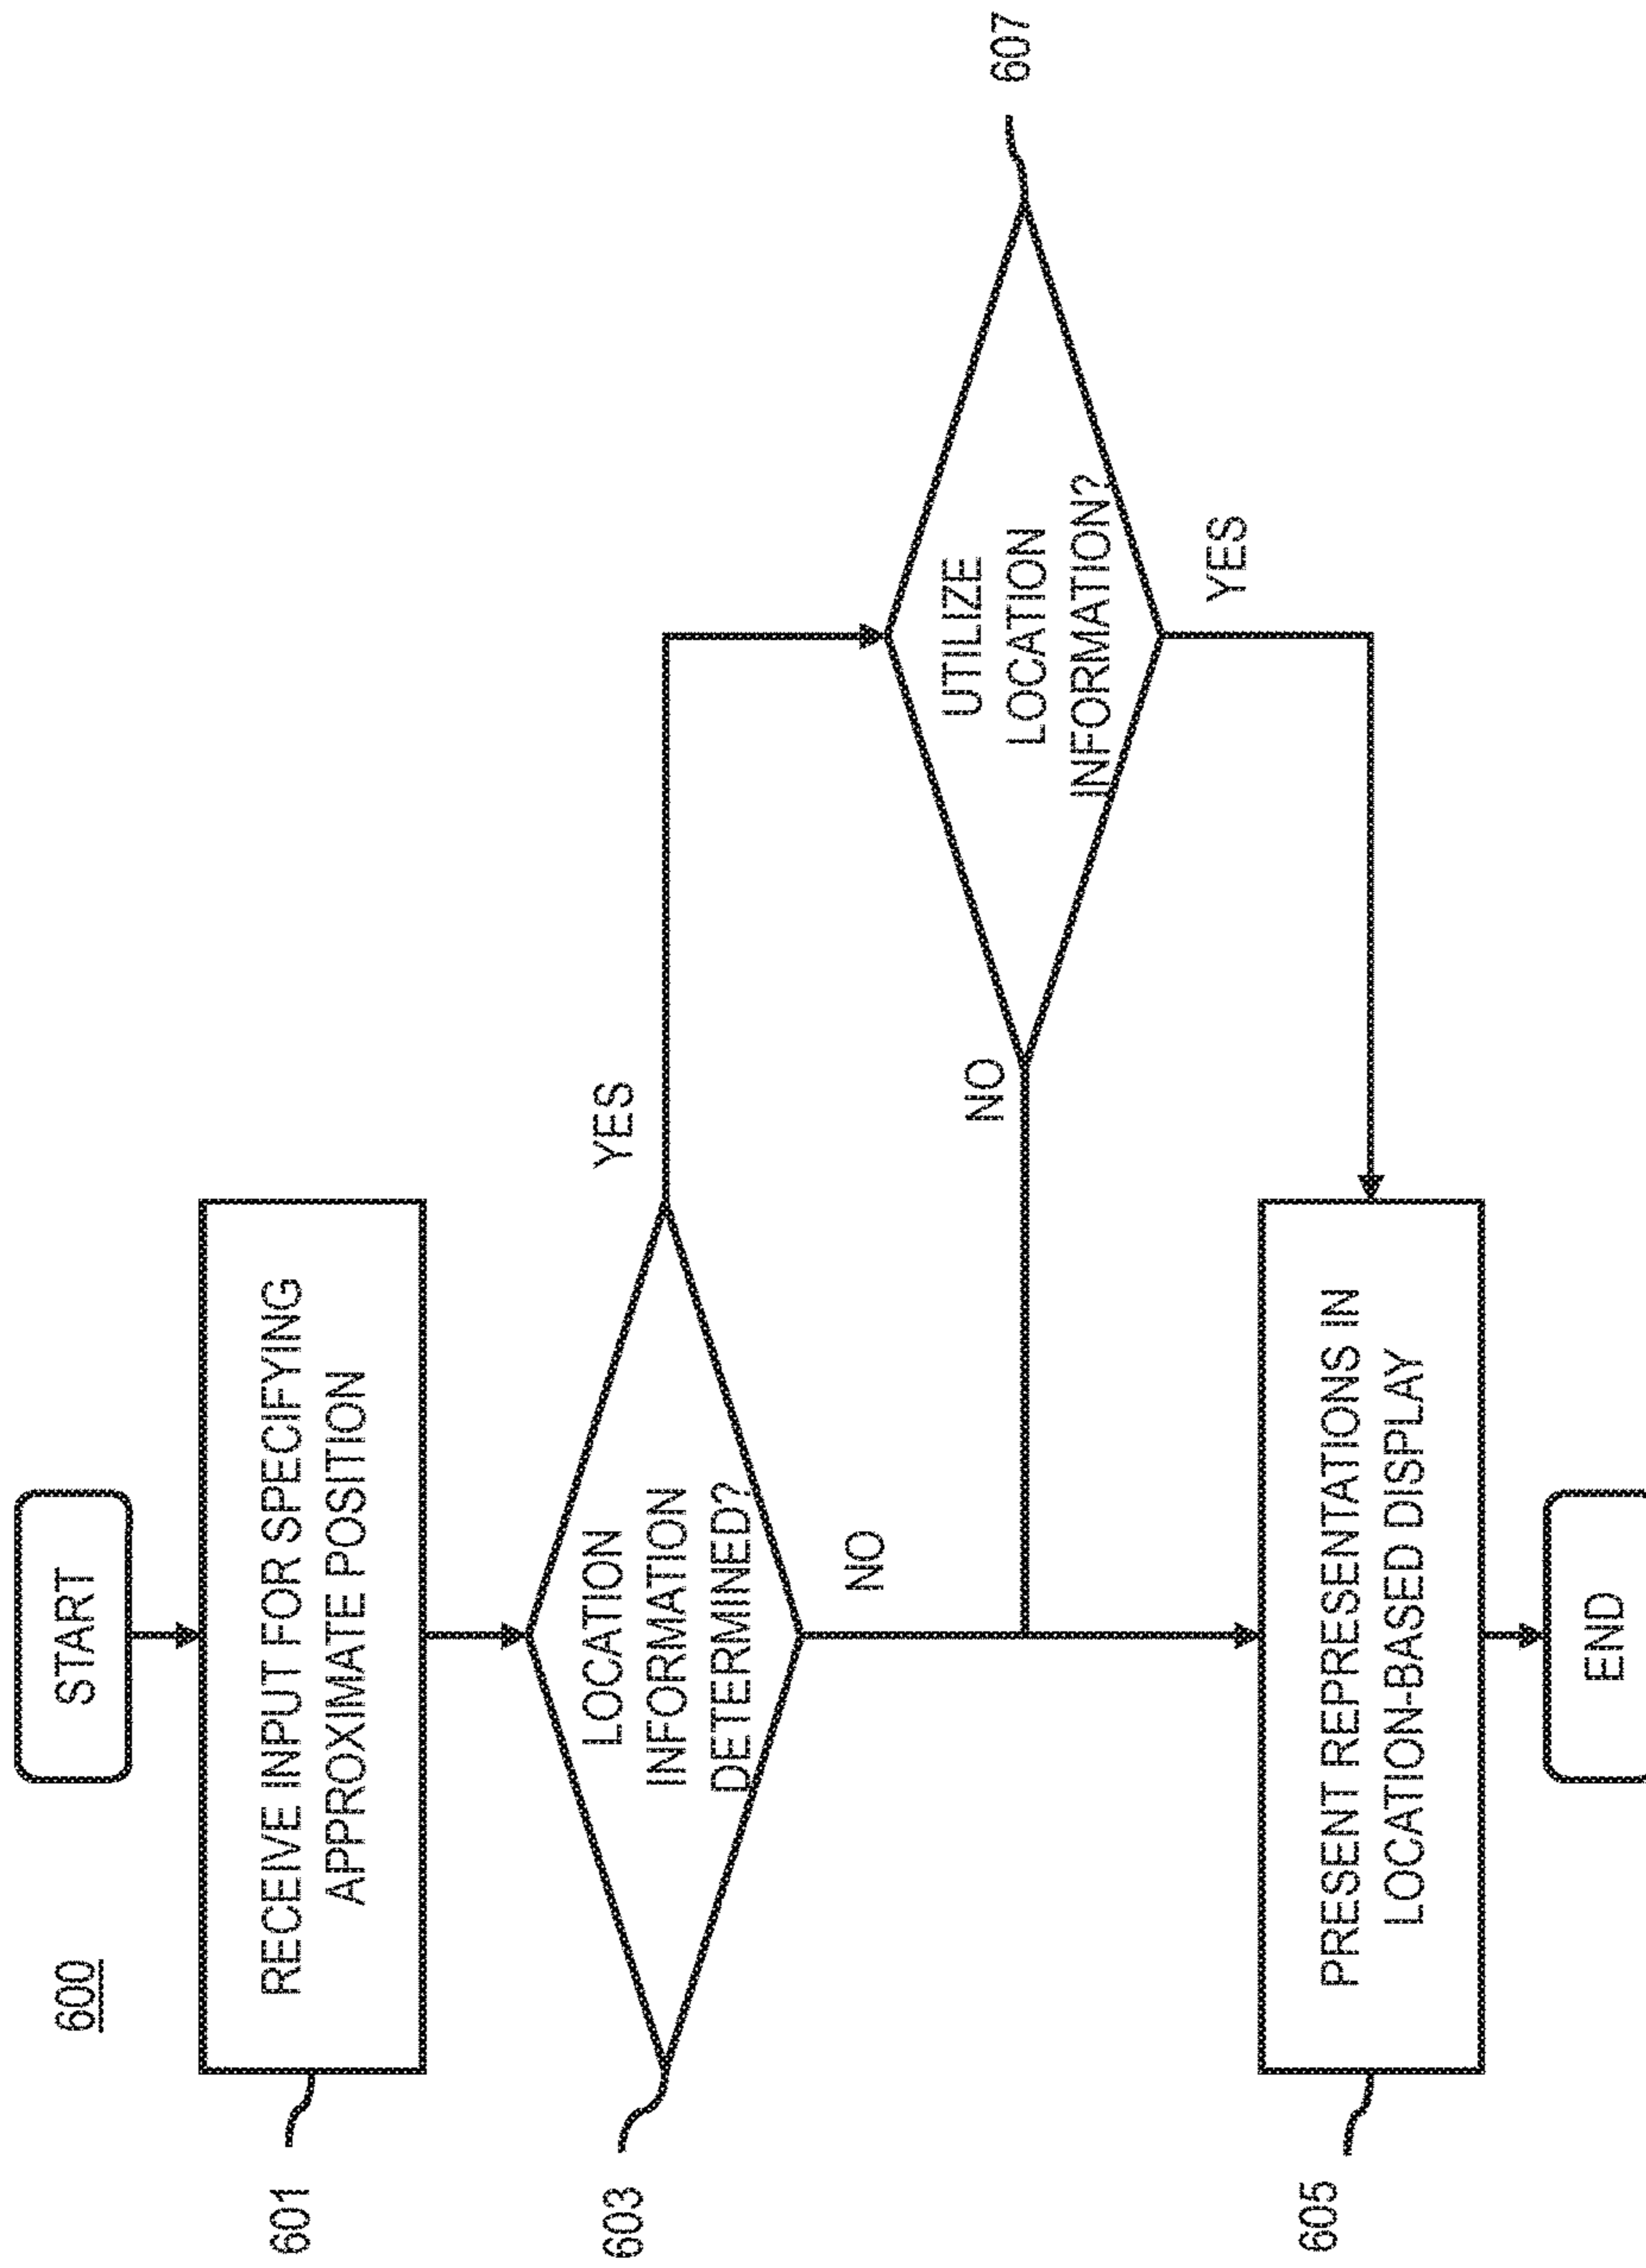 600
START
601
RECEIVE INPUT FOR SPECIFYING
APPROXIMATE POSITION
603
LOCATION
INFORMATION
DETERMINED?
YES
NO
607
UTILIZE
LOCATION
INFORMATION?
NO
YES
605
PRESENT REPRESENTATIONS IN
LOCATION-BASED DISPLAY
END